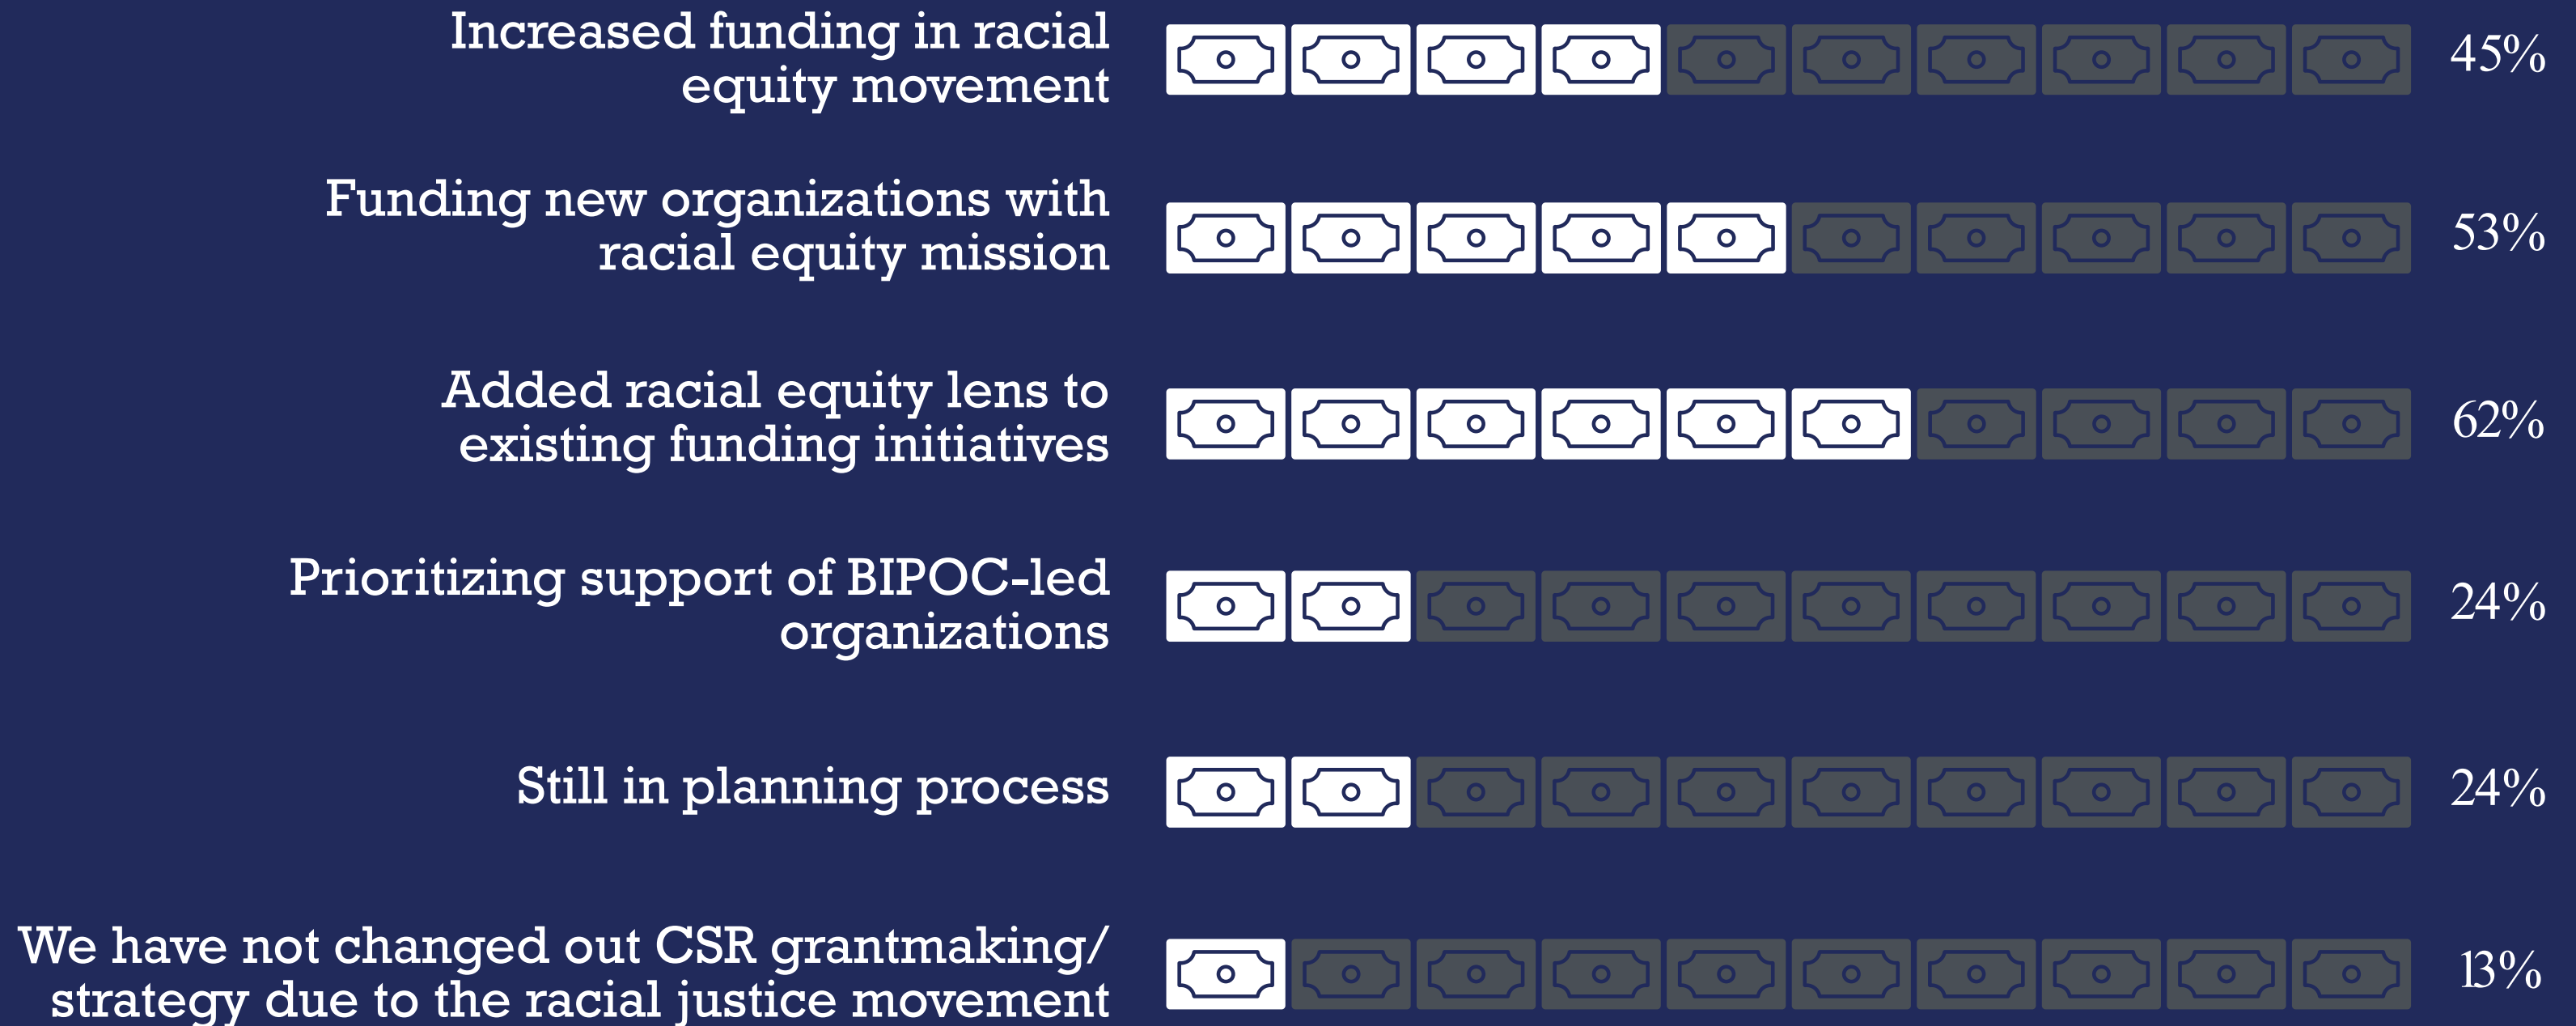 Increased funding in racial
equity movement
45%
Funding new organizations with
racial equity mission
53%
Added racial equity lens to
existing funding initiatives
62%
Prioritizing support of BIPOC-led
organizations
24%
Still in planning process
24%
We have not changed out CSR grantmaking/
strategy due to the racial justice movement
13%